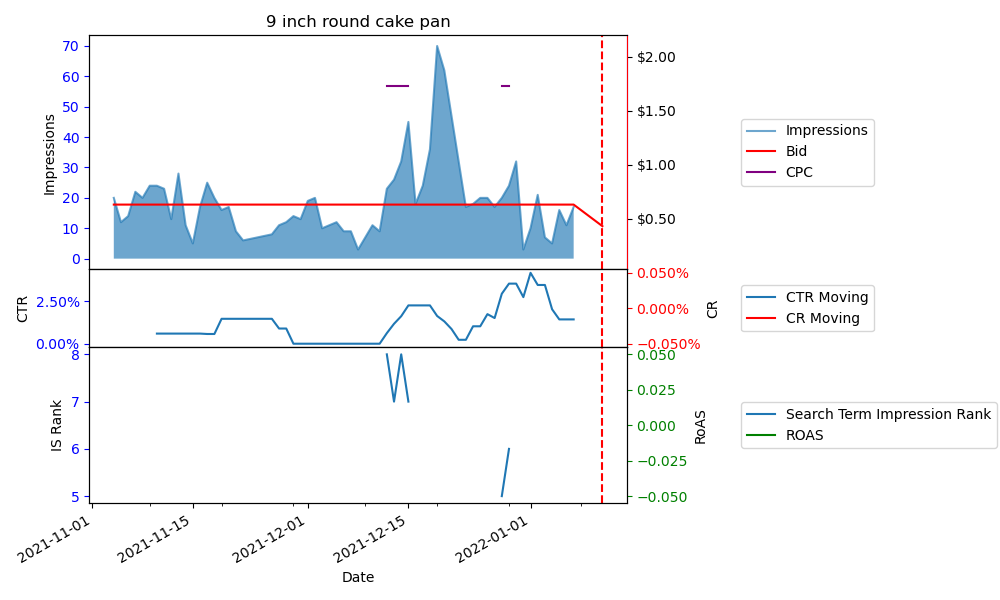 9 inch round cake pan
Impressions
70
60
50
40
30
20
10
0
$2.00
$1.50
$1.00
$0.50
Impressions
Bid
CPC
CTR
2.50%
0.00%
0.050%
0.000%
−0.050%
CR
CTR Moving
CR Moving
IS Rank
8
7
6
5
0.050
0.025
0.000
−0.025
−0.050
RoAS
Search Term Impression Rank
ROAS
2021-11-01
2021-11-15
2021-12-01
2021-12-15
2022-01-01
Date